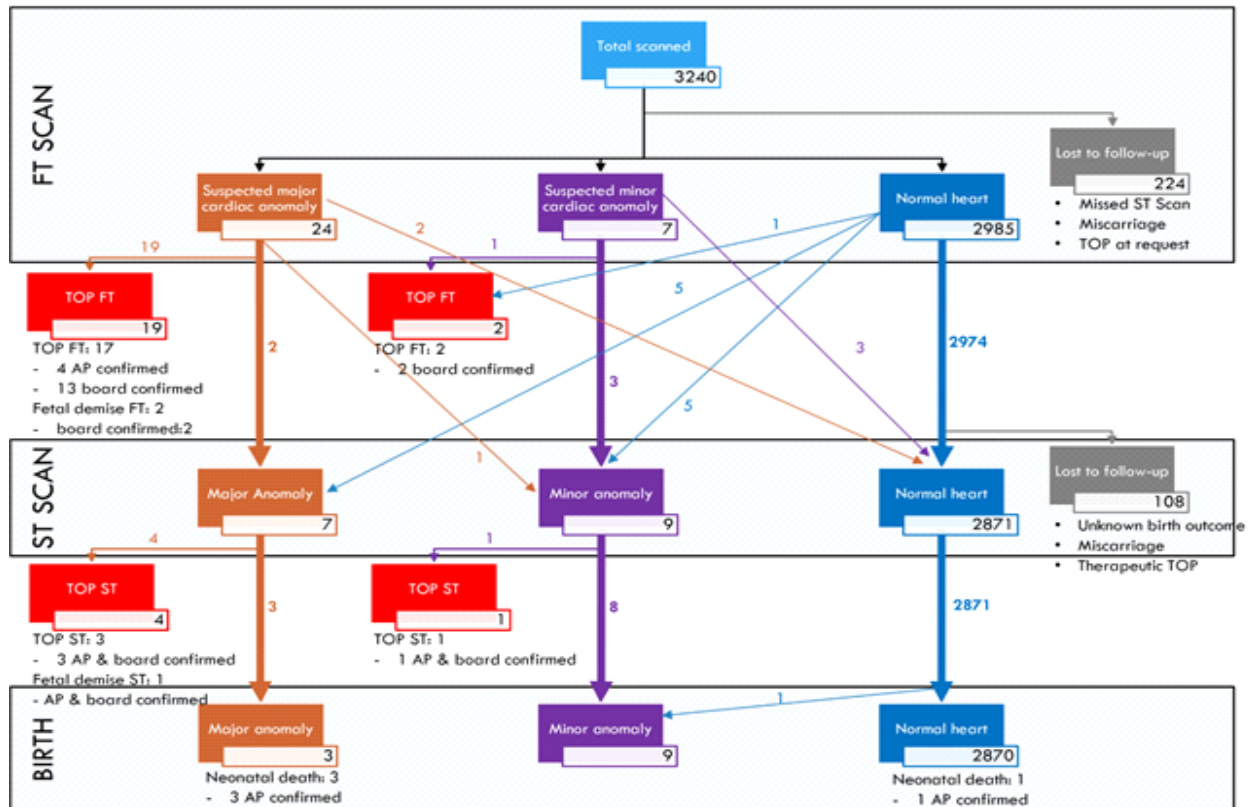 Total scanned
3240
FT SCAN
Lost to follow-up
224
• Missed ST Scan
• Miscarriage
• TOP at request
Suspected major
cardiac anomaly
24
Suspected minor
cardiac anomaly
7
Normal heart
2985
19
2
1
1
TOP FT
19
TOP FT: 17
- 4 AP confirmed
- 13 board confirmed
Fetal demise FT: 2
- board confirmed:2
TOP FT
2
TOP FT: 2
- 2 board confirmed
5
2
3
3
2974
5
1
ST SCAN
Major Anomaly
7
Minor anomaly
9
Normal heart
2871
Lost to follow-up
108
• Unknown birth outcome
• Miscarriage
• Therapeutic TOP
4
1
TOP ST
4
TOP ST: 3
- 3 AP & board confirmed
Fetal demise ST: 1
- AP & board confirmed
TOP ST
1
TOP ST: 1
- 1 AP & board confirmed
3
8
2871
1
BIRTH
Major anomaly
3
Neonatal death: 3
- 3 AP confirmed
Minor anomaly
9
Normal heart
2870
Neonatal death: 1
- 1 AP confirmed